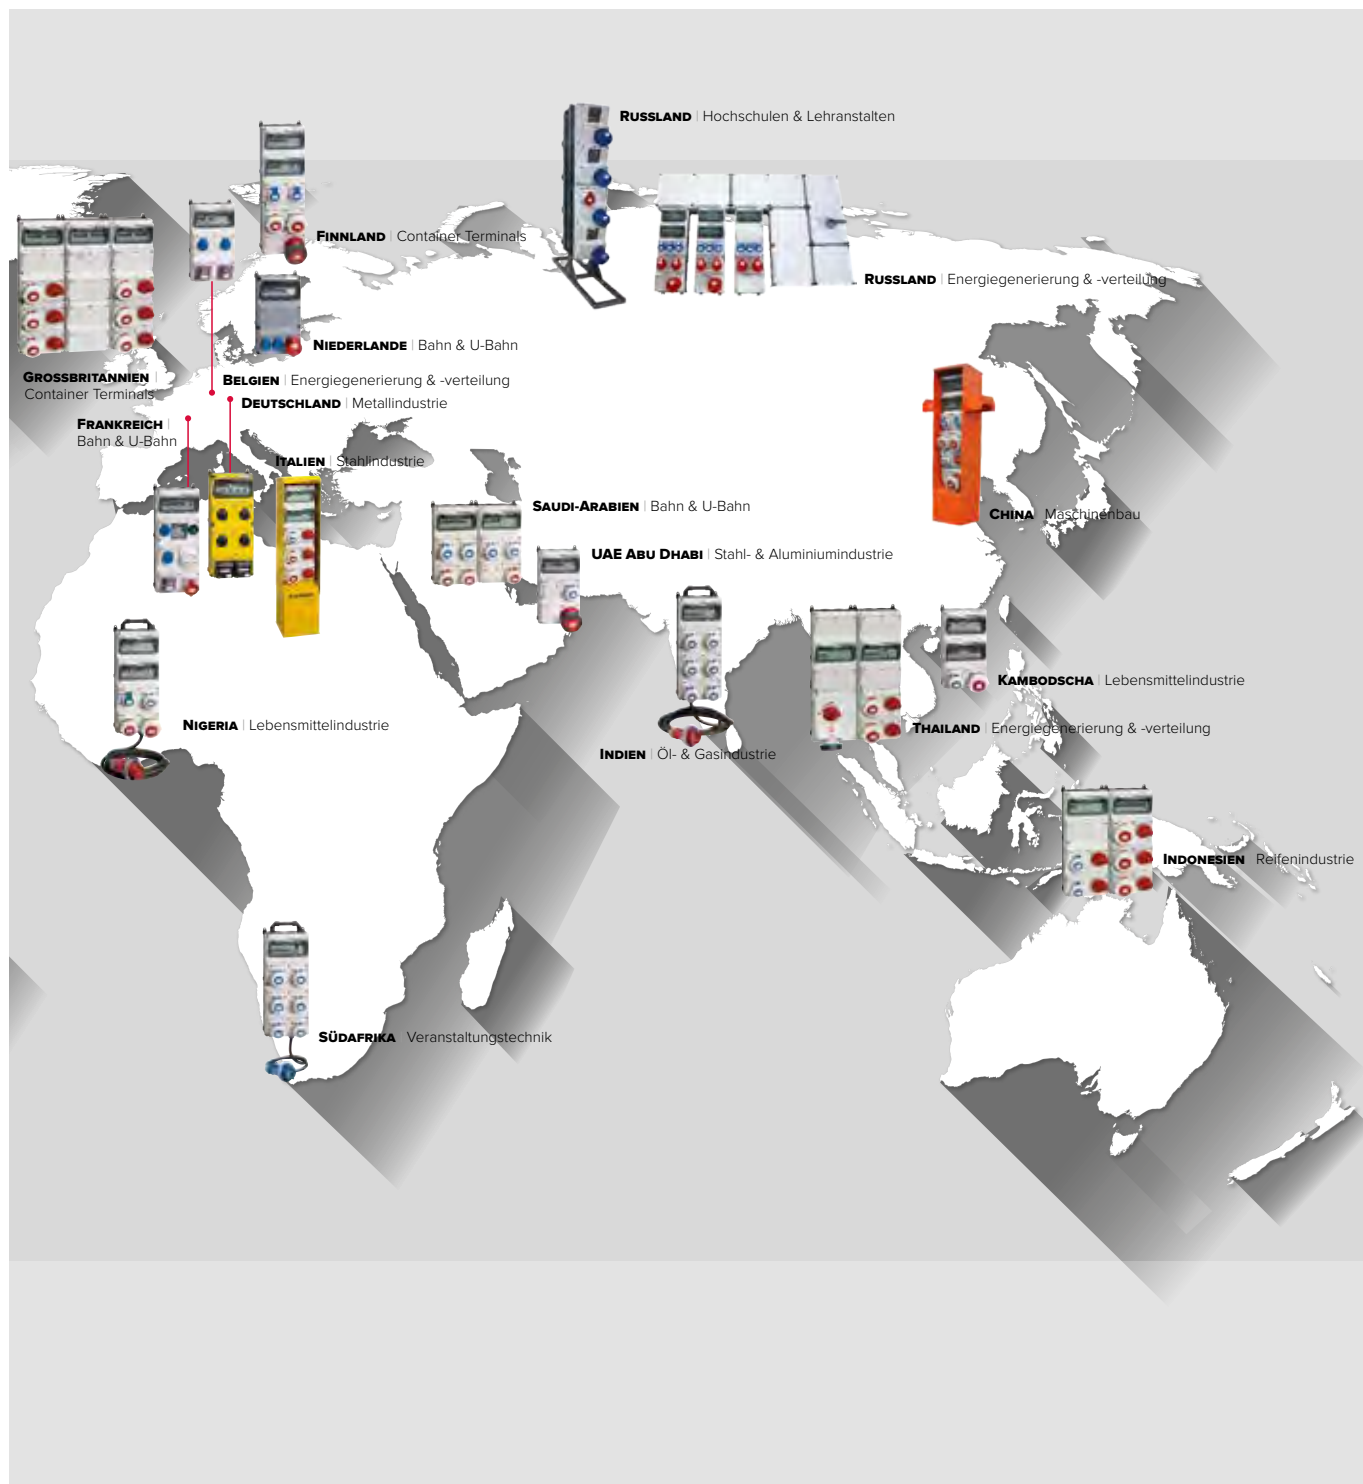 RUSSLAND | Hochschulen & Lehranstalten
FINNLAND | Container Terminals
RUSSLAND | Energiegenerierung & -verteilung
NIEDERLANDE | Bahn & U-Bahn
GROSSBRITANNIEN |
Container Terminals
BELGIEN | Energiegenerierung & -verteilung
DEUTSCHLAND | Metallindustrie
FRANKREICH |
Bahn & U-Bahn
ITALIEN | Stahlindustrie
SAUDI-ARABIEN | Bahn & U-Bahn
CHINA Maschinenbau
UAE ABU DHABI | Stahl- & Aluminiumindustrie
KAMBODSCHA | Lebensmittelindustrie
NIGERIA | Lebensmittelindustrie
THAILAND | Energiegenerierung & -verteilung
INDIEN | Öl- & Gasindustrie
INDONESIEN Reifenindustrie
SÜDAFRIKA Veranstaltungstechnik